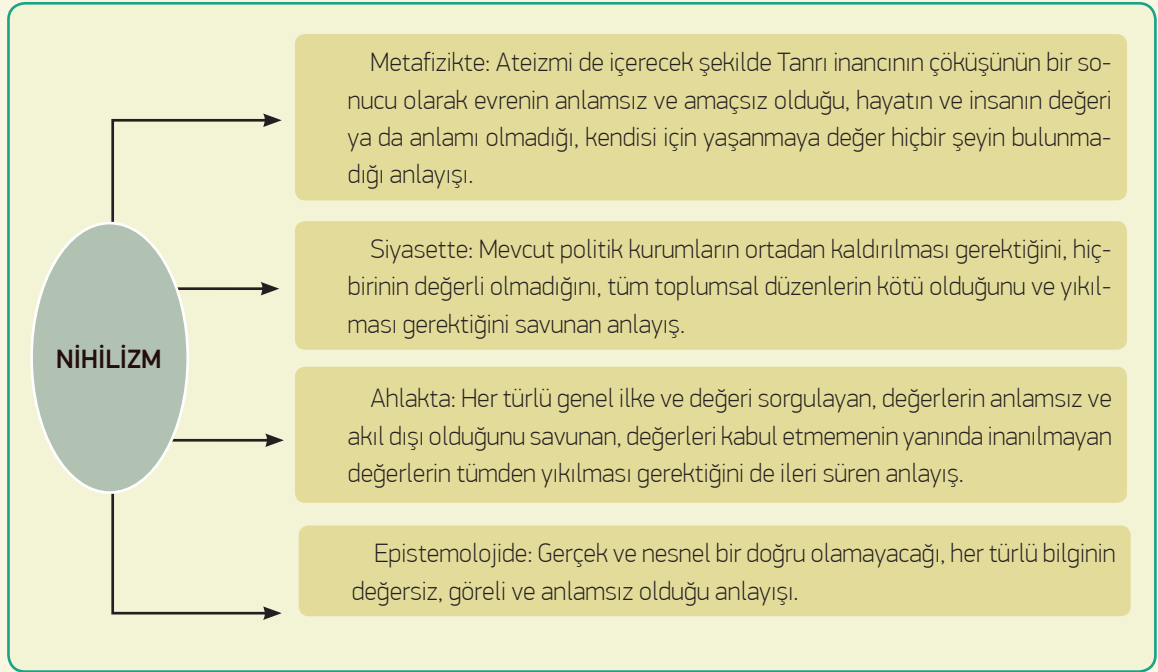 Metafizikte: Ateizmi de içerecek şekilde Tanrı inancının çöküşünün bir so-
nucu olarak evrenin anlamsız ve amaçsız olduğu, hayatın ve insanın değeri
ya da anlamı olmadığı, kendisi için yaşanmaya değer hiçbir şeyin bulunma-
dığı anlayışı.
Siyasette: Mevcut politik kurumların ortadan kaldırılması gerektiğini, hiç-
birinin değerli olmadığını, tüm toplumsal düzenlerin kötü olduğunu ve yıkıl-
ması gerektiğini savunan anlayış.
NİHİLİZM
Ahlakta: Her türlü genel ilke ve değeri sorgulayan, değerlerin anlamsız ve
akıl dışı olduğunu savunan, değerleri kabul etmemenin yanında inanılmayan
değerlerin tümden yıkılması gerektiğini de ileri süren anlayış.
Epistemolojide: Gerçek ve nesnel bir doğru olamayacağı, her türlü bilginin
değersiz, göreli ve anlamsız olduğu anlayışı.